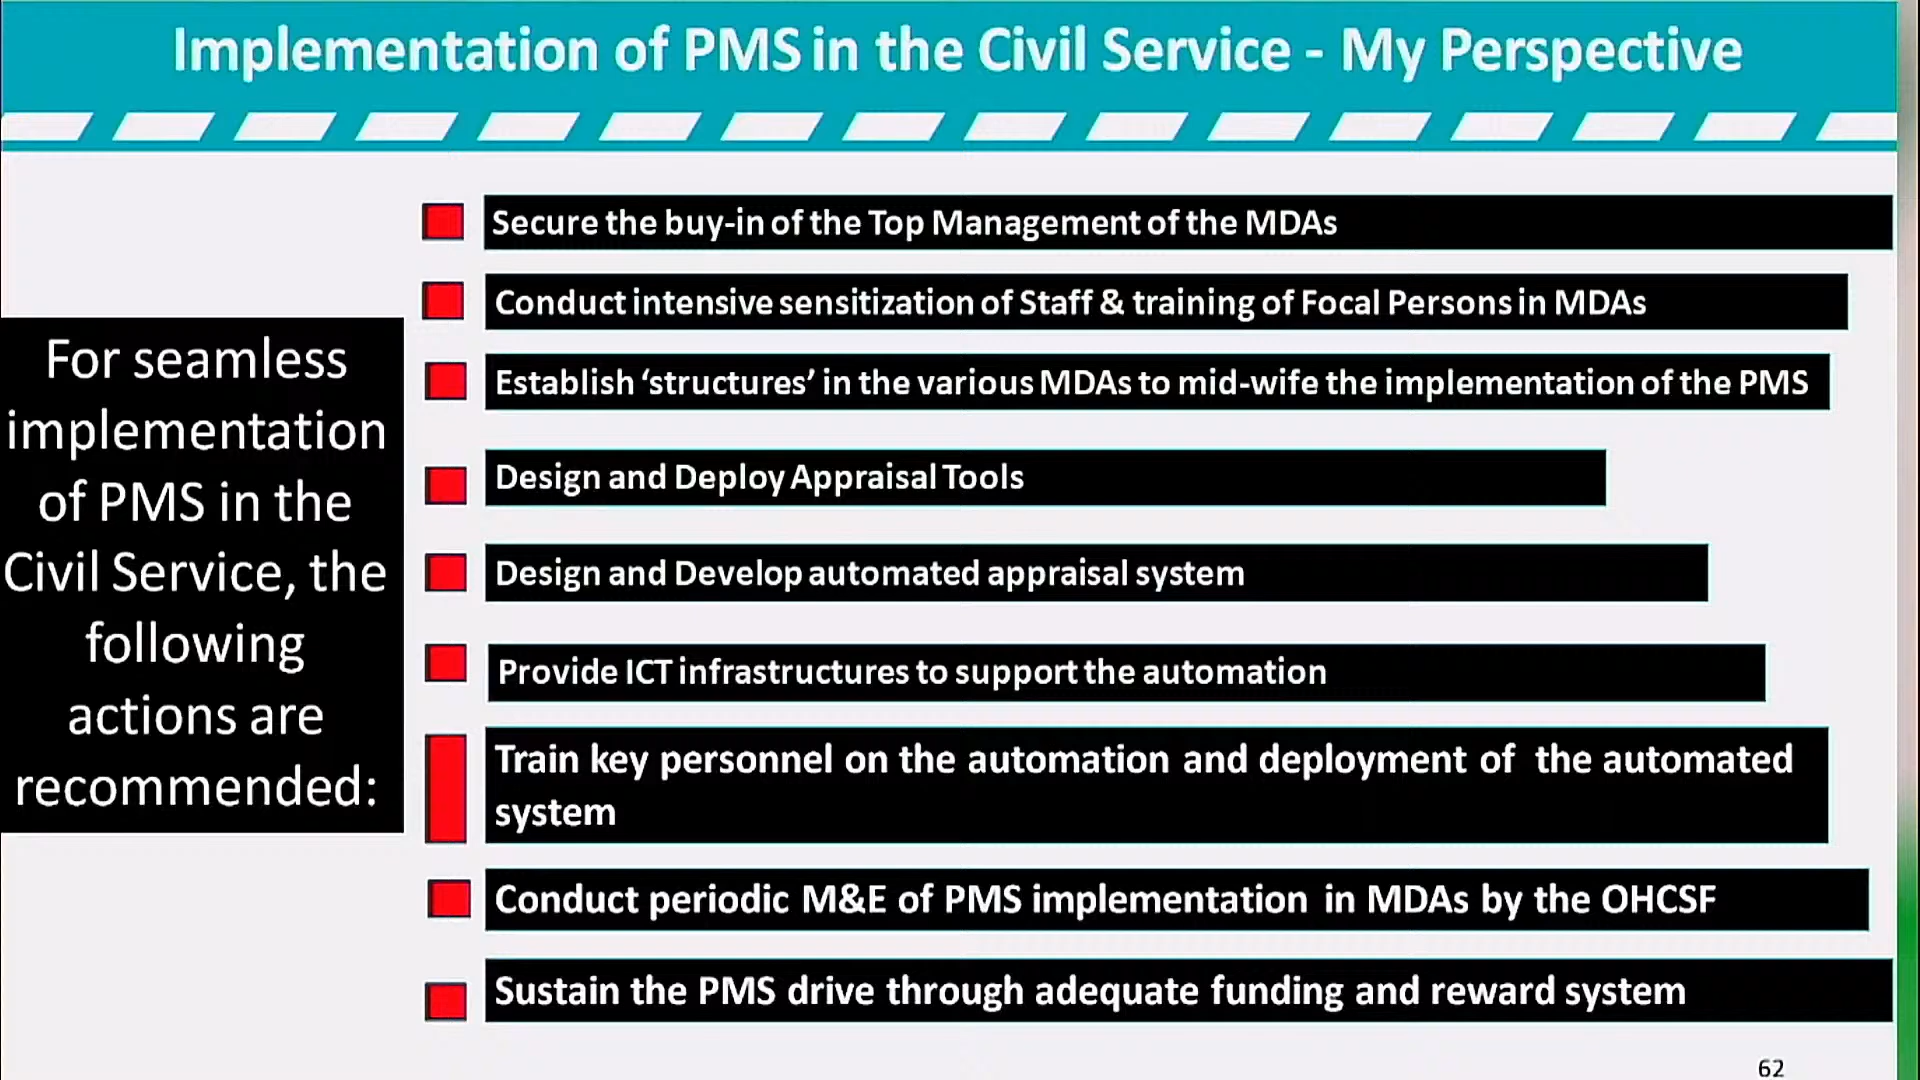 Implementation of PMS in the Civil Service - My Perspective
For seamless
implementation
of PMS in the
Civil Service, the
following
actions are
recommended:
Secure the buy-in of the Top Management of the MDAs
Conduct intensive sensitization of Staff & training of Focal Persons in MDAs
Establish ‘structures’ in the various MDAs to mid-wife the implementation of the PMS
Design and Deploy Appraisal Tools
Design and Develop automated appraisal system
Provide ICT infrastructures to support the automation
Train key personnel on the automation and deployment of the automated
system
Conduct periodic M&E of PMS implementation in MDAs by the OHCSF
Sustain the PMS drive through adequate funding and reward system
62